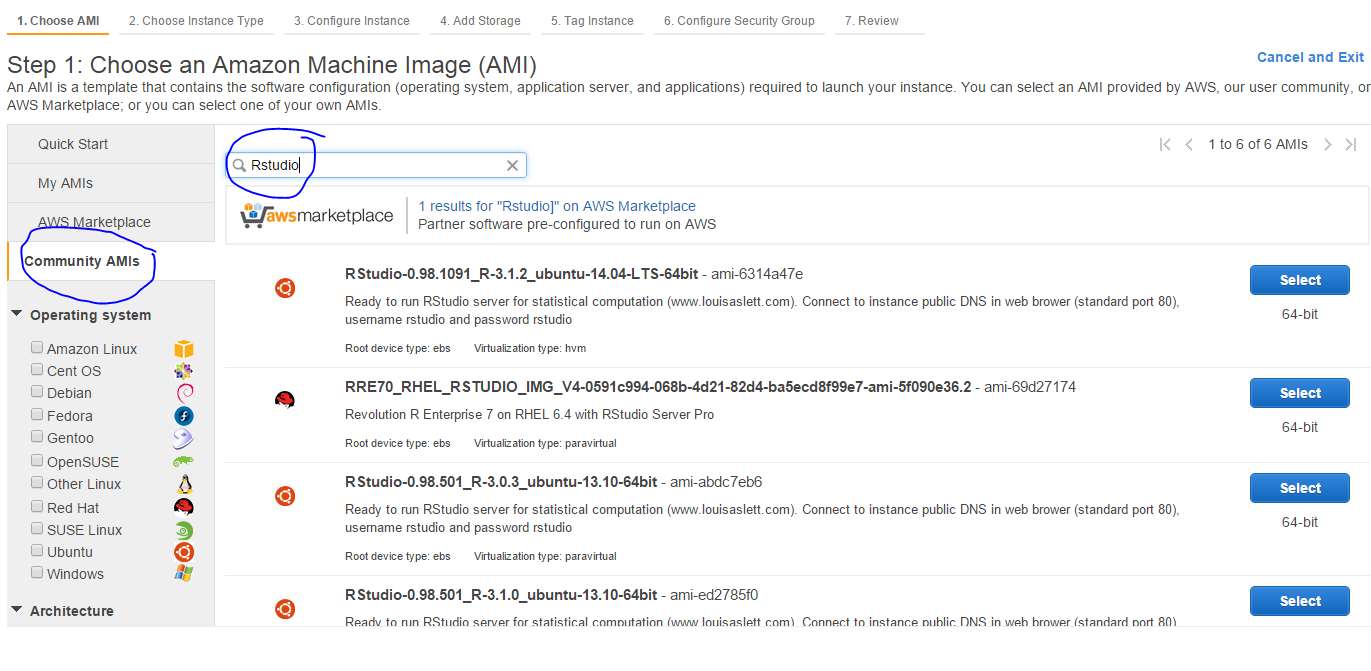 1. Choose AMI 2. Choose Instance Type 3. Configure Instance 4. Add Storage 5. Tag Instance 6. Configure Security Group 7. Review
Step 1: Choose an Amazon Machine Image (AMI)
Cancel and Exit
An AMI is a template that contains the software configuration (operating system, application server, and applications) required to launch your instance. You can select an AMI provided by AWS, our user community, or
AWS Marketplace; or you can select one of your own AMIs.
Quick Start
My AMIs
AWS Marketplace
Community AMIs
Operating system
Amazon Linux
Cent OS
Debian
Fedora
Gentoo
OpenSUSE
Other Linux
Red Hat
SUSE Linux
Ubuntu
Windows
Architecture
Rstudio
1 to 6 of 6 AMIs
awsmarketplace
1 results for "Rstudio]" on AWS Marketplace
Partner software pre-configured to run on AWS
RStudio-0.98.1091_R-3.1.2_ubuntu-14.04-LTS-64bit - ami-6314a47e
Ready to run RStudio server for statistical computation (www.louisaslett.com). Connect to instance public DNS in web brower (standard port 80),
username rstudio and password rstudio
Root device type: ebs Virtualization type: hvm
Select
64-bit
RRE70_RHEL_RSTUDIO_IMG_V4-0591c994-068b-4d21-82d4-ba5ecd8f99e7-ami-5f090e36.2 - ami-69d27174
Revolution R Enterprise 7 on RHEL 6.4 with RStudio Server Pro
Root device type: ebs Virtualization type: paravirtual
Select
64-bit
RStudio-0.98.501_R-3.0.3_ubuntu-13.10-64bit - ami-abdc7eb6
Ready to run RStudio server for statistical computation (www.louisaslett.com). Connect to instance public DNS in web brower (standard port 80),
username rstudio and password rstudio
Root device type: ebs Virtualization type: paravirtual
Select
64-bit
RStudio-0.98.501_R-3.1.0_ubuntu-13.10-64bit - ami-ed2785f0
Ready to run RStudio server for statistical computation (www.louisaslett.com). Connect to instance public DNS in web brower (standard port 80),
Select